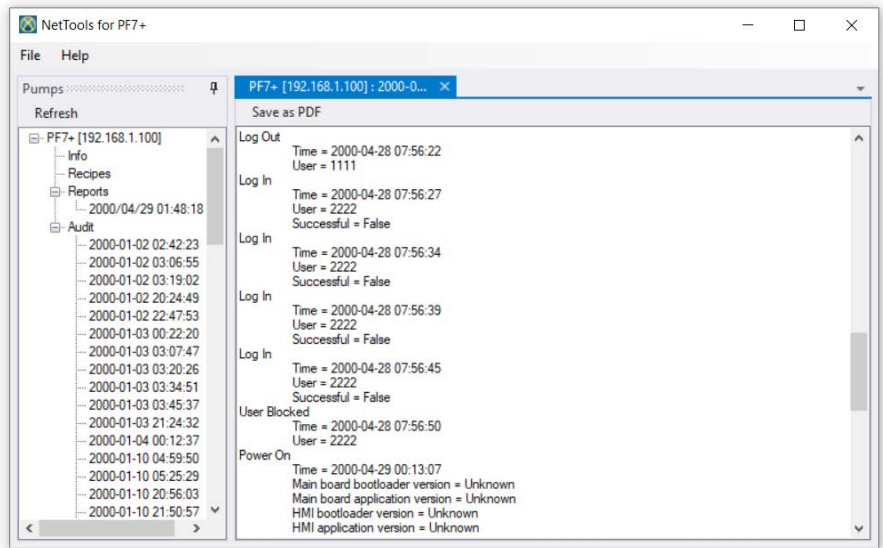 NetTools for PF7+
File Help
Pumps
Refresh
PF7+ [192.168.1.100]
Info
Recipes
Reports
2000/04/29 01:48:18
Audit
2000-01-02 02:42:23
2000-01-02 03:06:55
2000-01-02 03:19:02
2000-01-02 20:24:49
2000-01-02 22:47:53
2000-01-03 00:22:20
2000-01-03 03:07:47
2000-01-03 03:20:26
2000-01-03 03:34:51
2000-01-03 03:45:37
2000-01-03 21:24:32
2000-01-04 00:12:37
2000-01-10 04:59:50
2000-01-10 05:25:29
2000-01-10 20:56:03
2000-01-10 21:50:57
PF7+ [192.168.1.100] : 2000-0...
Save as PDF
Log Out
Time = 2000-04-28 07:56:22
User = 1111
Log In
Time = 2000-04-28 07:56:27
User = 2222
Successful = False
Log In
Time = 2000-04-28 07:56:34
User = 2222
Successful = False
Log In
Time = 2000-04-28 07:56:39
User = 2222
Successful = False
Log In
Time = 2000-04-28 07:56:45
User = 2222
Successful = False
User Blocked
Time = 2000-04-28 07:56:50
User = 2222
Power On
Time = 2000-04-29 00:13:07
Main board bootloader version = Unknown
Main board application version = Unknown
HMI bootloader version = Unknown
HMI application version = Unknown